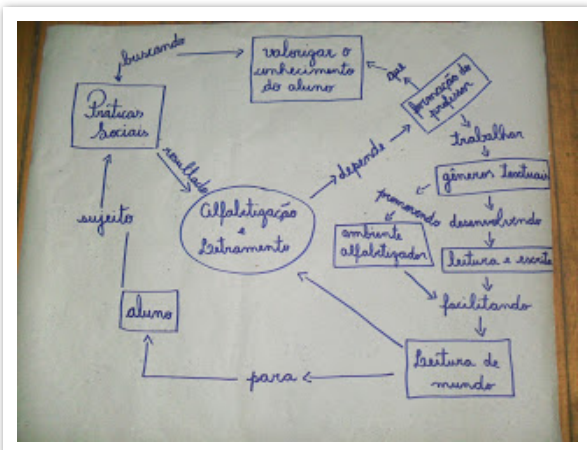 buscando
valorizar o
conhecimento
do aluno
que
formação do
professor
Práticas
Sociais
trabalhar
resultado
depende
gêneros textuais
promovendo
sujeito
Alfabetização
e
Letramento
desenvolvendo
ambiente
alfabetizador
leitura e escrita
aluno
facilitando
Leitura de
mundo
para